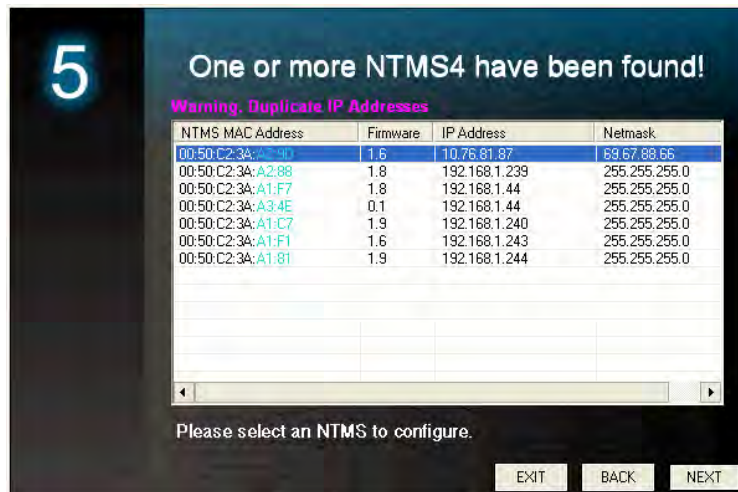 5
One or more NTMS4 have been found!
Warning. Duplicate IP Addresses
NTMS MAC Address Firmware IP Address Netmask
00:50:C2:3A:A2:9D 1.6 10.76.81.87 69.67.88.66
00:50:C2:3A:A2:88 1.8 192.168.1.239 255.255.255.0
00:50:C2:3A:A1:F7 1.8 192.168.1.44 255.255.255.0
00:50:C2:3A:A3:4E 0.1 192.168.1.44 255.255.255.0
00:50:C2:3A:A1:C7 1.9 192.168.1.240 255.255.255.0
00:50:C2:3A:A1:F1 1.6 192.168.1.243 255.255.255.0
00:50:C2:3A:A1:81 1.9 192.168.1.244 255.255.255.0
Please select an NTMS to configure.
EXIT BACK NEXT